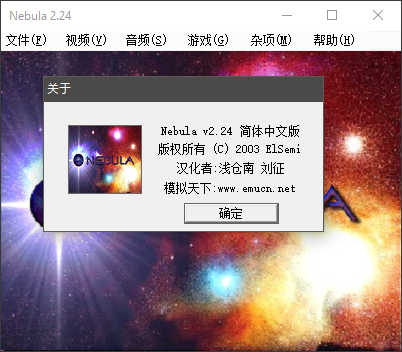 Nebula 2.24
文件(F) 视频(V) 音频(S) 游戏(G) 杂项(M) 帮助(H)
关于
NEBULA
Nebula v2.24 简体中文版
版权所有 (C) 2003 ElSemi
汉化者:浅仓南 刘征
模拟天下:www.emucn.net
确定